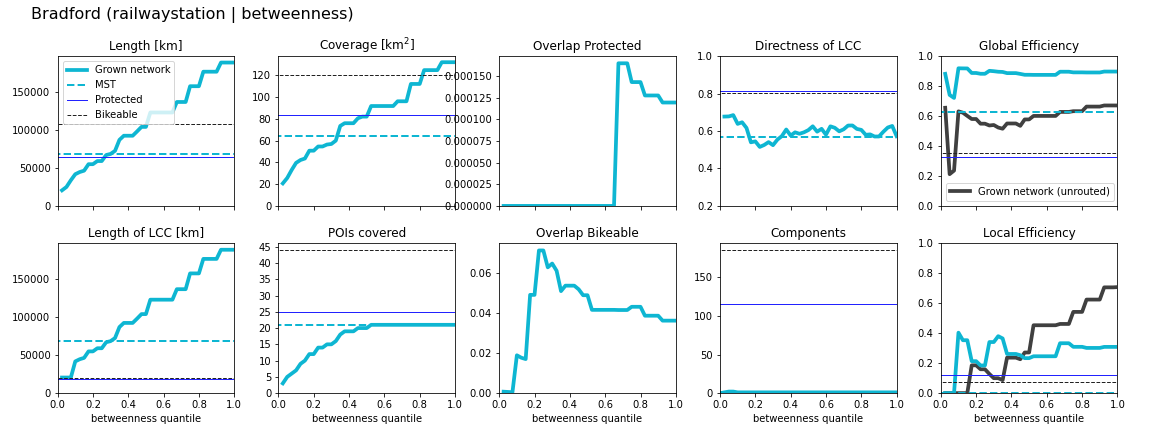 Bradford (railwaystation | betweenness)
Length [km]
Coverage [km²]
Overlap Protected
Directness of LCC
Global Efficiency
150000
100000
50000
0
Grown network
MST
Protected
Bikeable
120
100
80
60
40
20
0
0.000150
0.000125
0.000100
0.000075
0.000050
0.000025
0.000000
1.0
0.8
0.6
0.4
0.2
1.0
0.8
0.6
0.4
0.2
0.0
Grown network (unrouted)
Length of LCC [km]
POIs covered
Overlap Bikeable
Components
Local Efficiency
150000
100000
50000
0
45
40
35
30
25
20
15
10
5
0
0.06
0.04
0.02
0.00
150
100
50
0
1.0
0.8
0.6
0.4
0.2
0.0
0.0 0.2 0.4 0.6 0.8 1.0
0.0 0.2 0.4 0.6 0.8 1.0
0.0 0.2 0.4 0.6 0.8 1.0
0.0 0.2 0.4 0.6 0.8 1.0
0.0 0.2 0.4 0.6 0.8 1.0
betweenness quantile
betweenness quantile
betweenness quantile
betweenness quantile
betweenness quantile